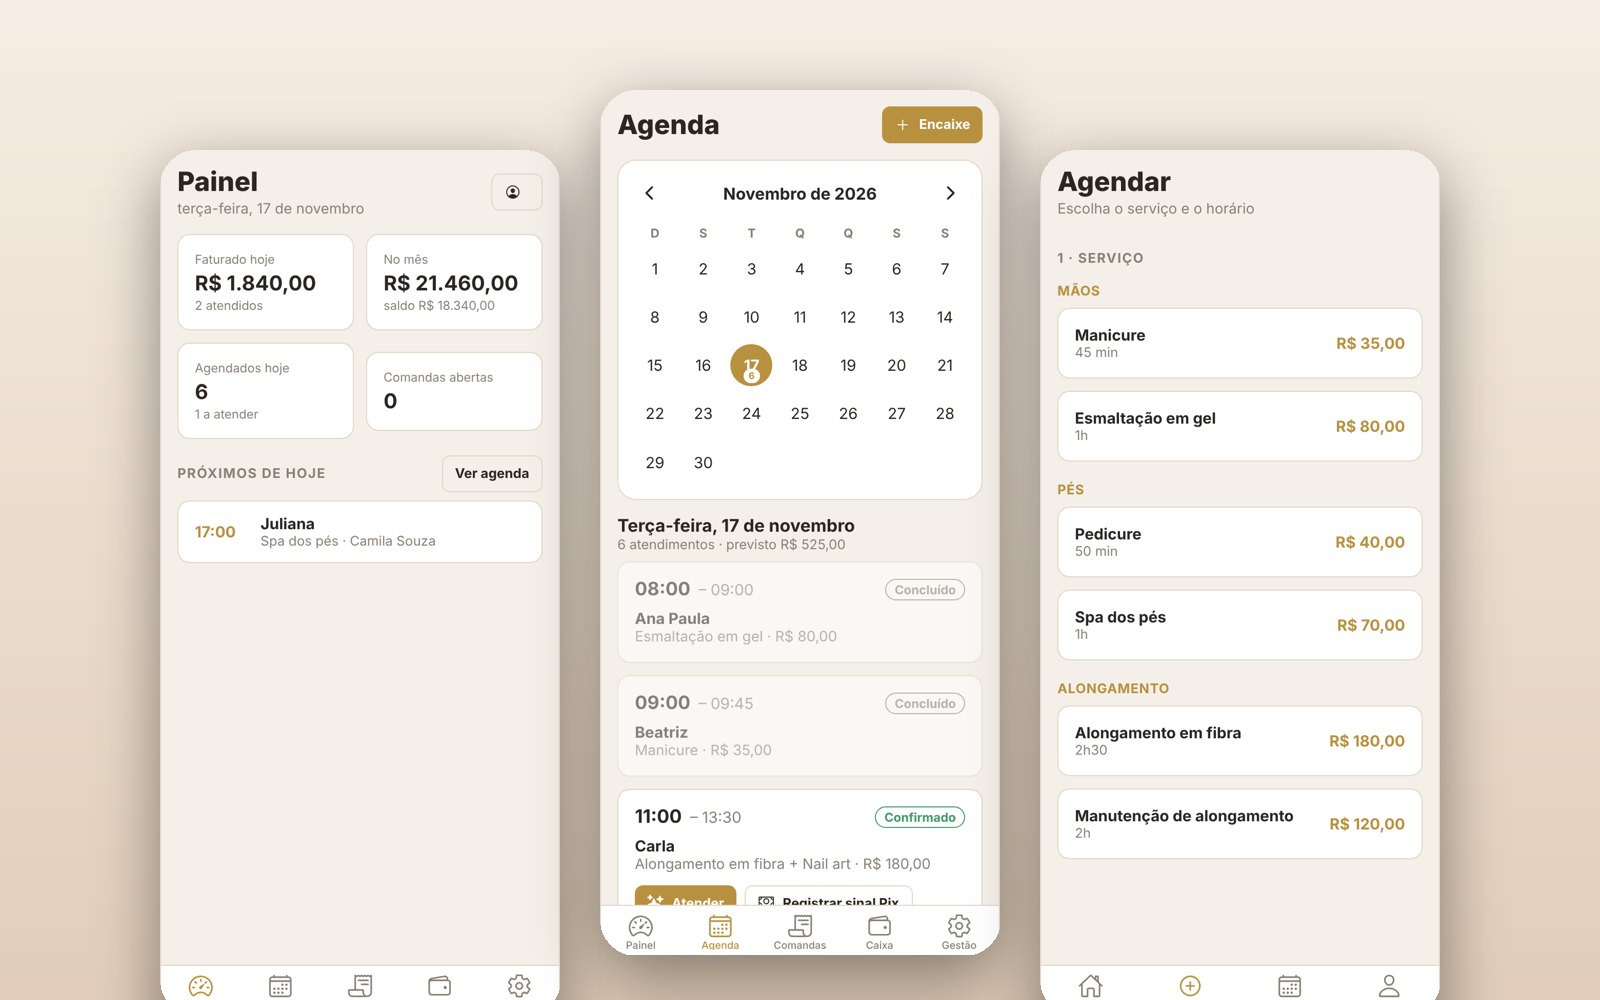 Painel
terça-feira, 17 de novembro
Faturado hoje
R$ 1.840,00
2 atendidos
No mês
R$ 21.460,00
saldo R$ 18.340,00
Agendados hoje
6
1 a atender
Comandas abertas
0
PRÓXIMOS DE HOJE
Ver agenda
17:00
Juliana
Spa dos pés · Camila Souza
Agenda
+ Encaixe
Novembro de 2026
D S T Q Q S S
1 2 3 4 5 6 7
8 9 10 11 12 13 14
15 16 17 18 19 20 21
6
22 23 24 25 26 27 28
29 30
Terça-feira, 17 de novembro
6 atendimentos · previsto R$ 525,00
08:00 – 09:00
Concluído
Ana Paula
Esmaltação em gel · R$ 80,00
09:00 – 09:45
Concluído
Beatriz
Manicure · R$ 35,00
11:00 – 13:30
Confirmado
Carla
Alongamento em fibra + Nail art · R$ 180,00
Atender
Registrar sinal Pix
Painel
Agenda
Comandas
Caixa
Gestão
Agendar
Escolha o serviço e o horário
1 · SERVIÇO
MÃOS
Manicure
45 min
R$ 35,00
Esmaltação em gel
1h
R$ 80,00
PÉS
Pedicure
50 min
R$ 40,00
Spa dos pés
1h
R$ 70,00
ALONGAMENTO
Alongamento em fibra
2h30
R$ 180,00
Manutenção de alongamento
2h
R$ 120,00